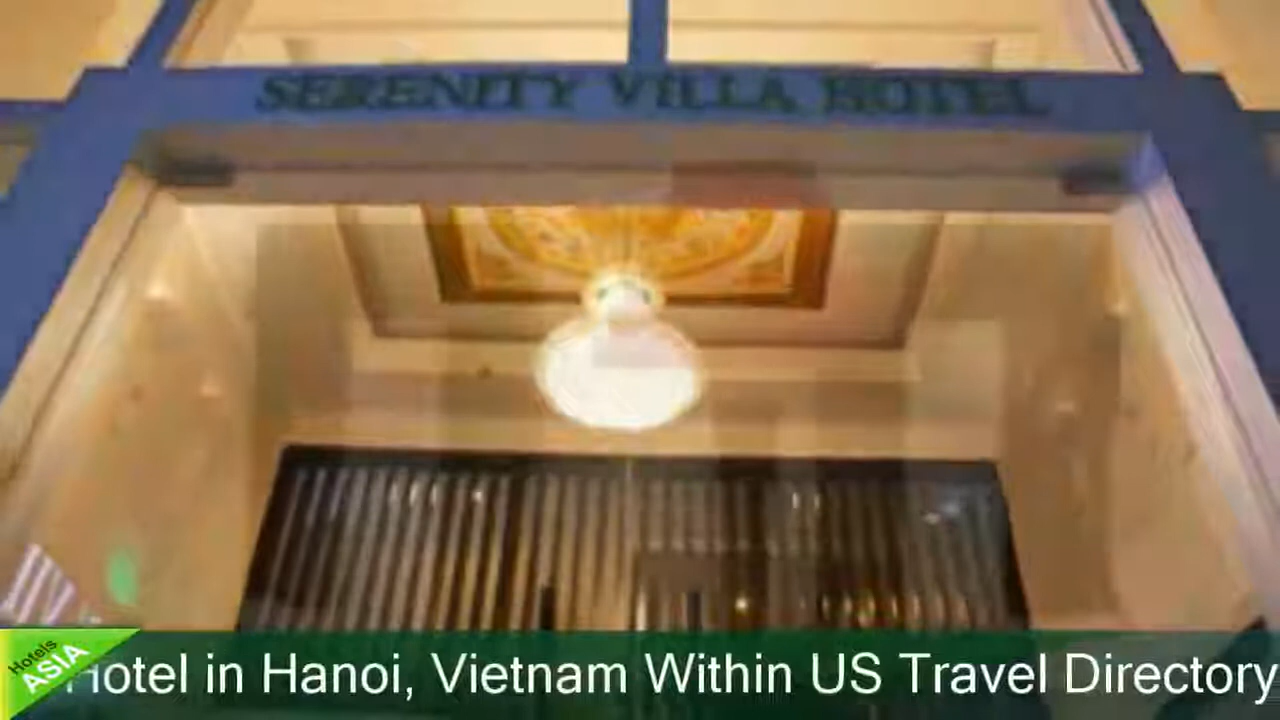 SERENITY VILLA HOTEL
Hotels
ASIA
Hotel in Hanoi, Vietnam Within US Travel Directory